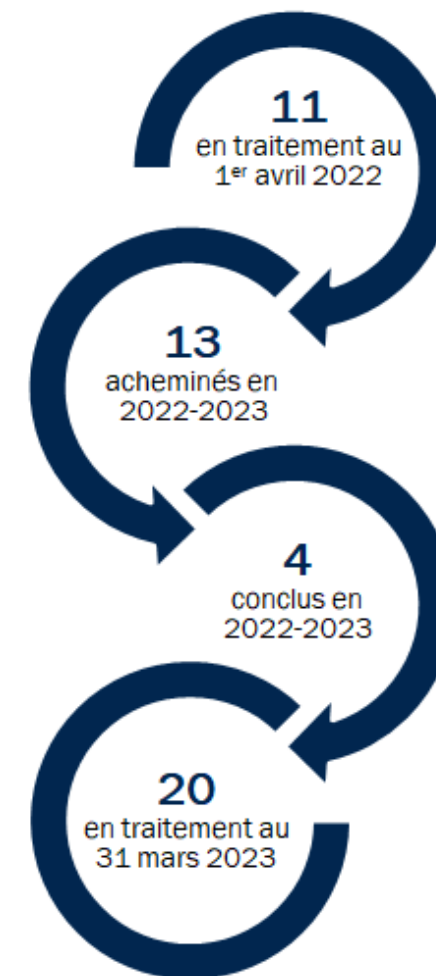 11
en traitement au
1er avril 2022
13
acheminés en
2022-2023
4
conclus en
2022-2023
20
en traitement au
31 mars 2023